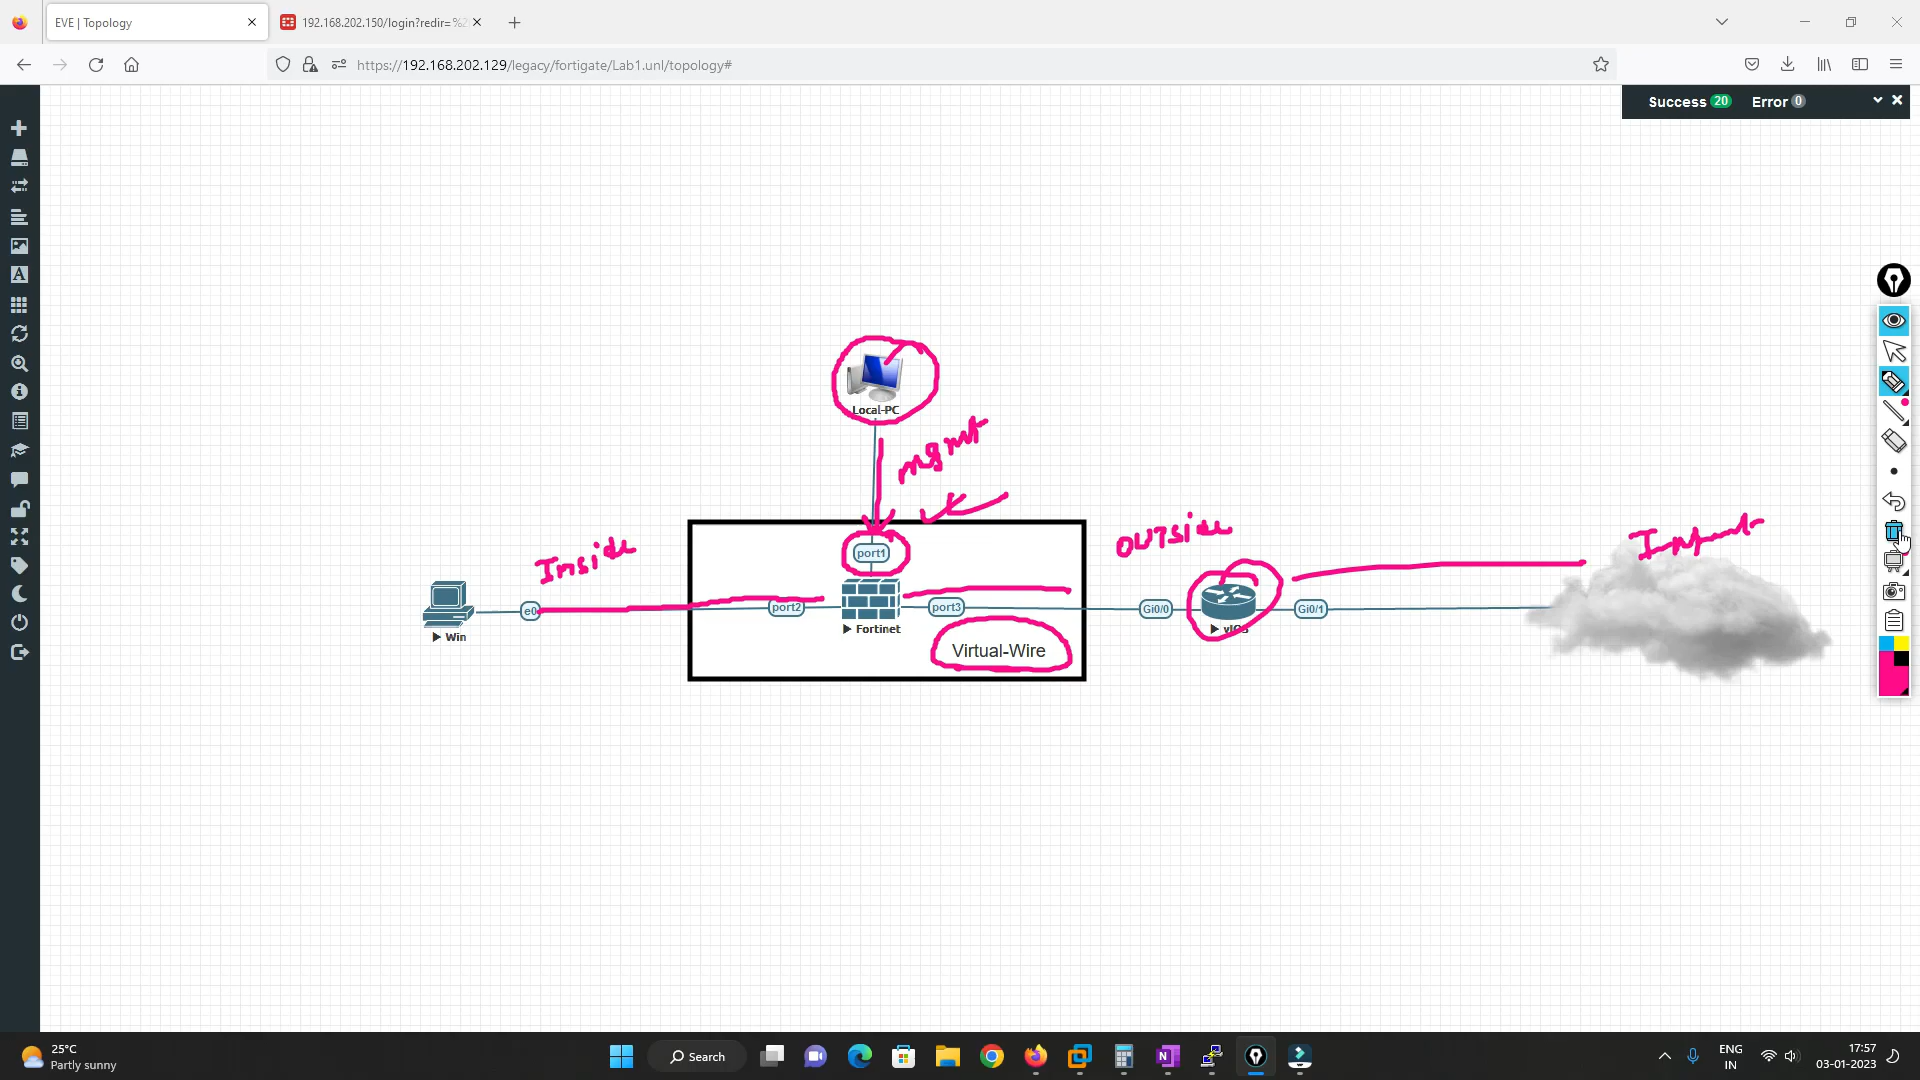 EVE | Topology
192.168.202.150/login?redir=%2
https://192.168.202.129/legacy/fortigate/Lab1.unl/topology#
Success 20 Error 0
Local-PC
mgmt
port1
Inside
OUTSide
e0
port2
port3
Gi0/0
Gi0/1
Win
Fortinet
Virtual-Wire
25°C
Partly sunny
Search
ENG
IN
17:57
03-01-2023